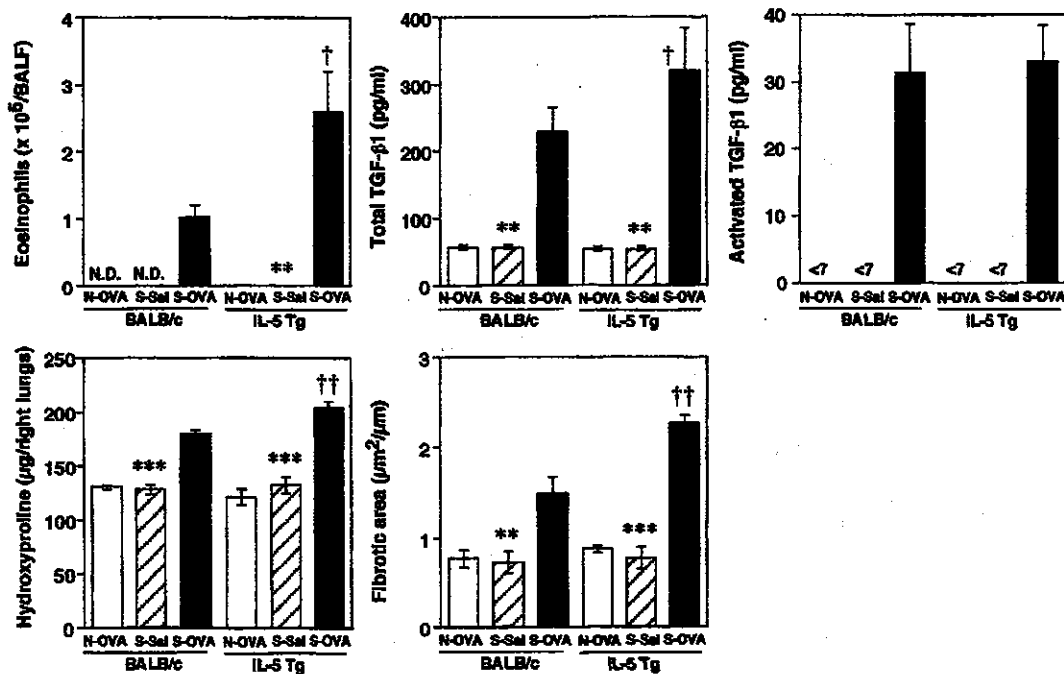 Eosinophils (x 10⁵/BALF)
4
3
2
1
0
†
**
N.D. N.D.
N-OVA S-Sal S-OVA N-OVA S-Sal S-OVA
BALB/c IL-5 Tg
Total TGF-β1 (pg/ml)
400
300
200
100
0
†
** **
N-OVA S-Sal S-OVA N-OVA S-Sal S-OVA
BALB/c IL-5 Tg
Activated TGF-β1 (pg/ml)
40
30
20
10
0
<7 <7 <7 <7
N-OVA S-Sal S-OVA N-OVA S-Sal S-OVA
BALB/c IL-5 Tg
Hydroxyproline (µg/right lungs)
250
200
150
100
50
0
††
*** ***
N-OVA S-Sal S-OVA N-OVA S-Sal S-OVA
BALB/c IL-5 Tg
Fibrotic area (µm²/µm)
3
2
1
0
††
** ***
N-OVA S-Sal S-OVA N-OVA S-Sal S-OVA
BALB/c IL-5 Tg